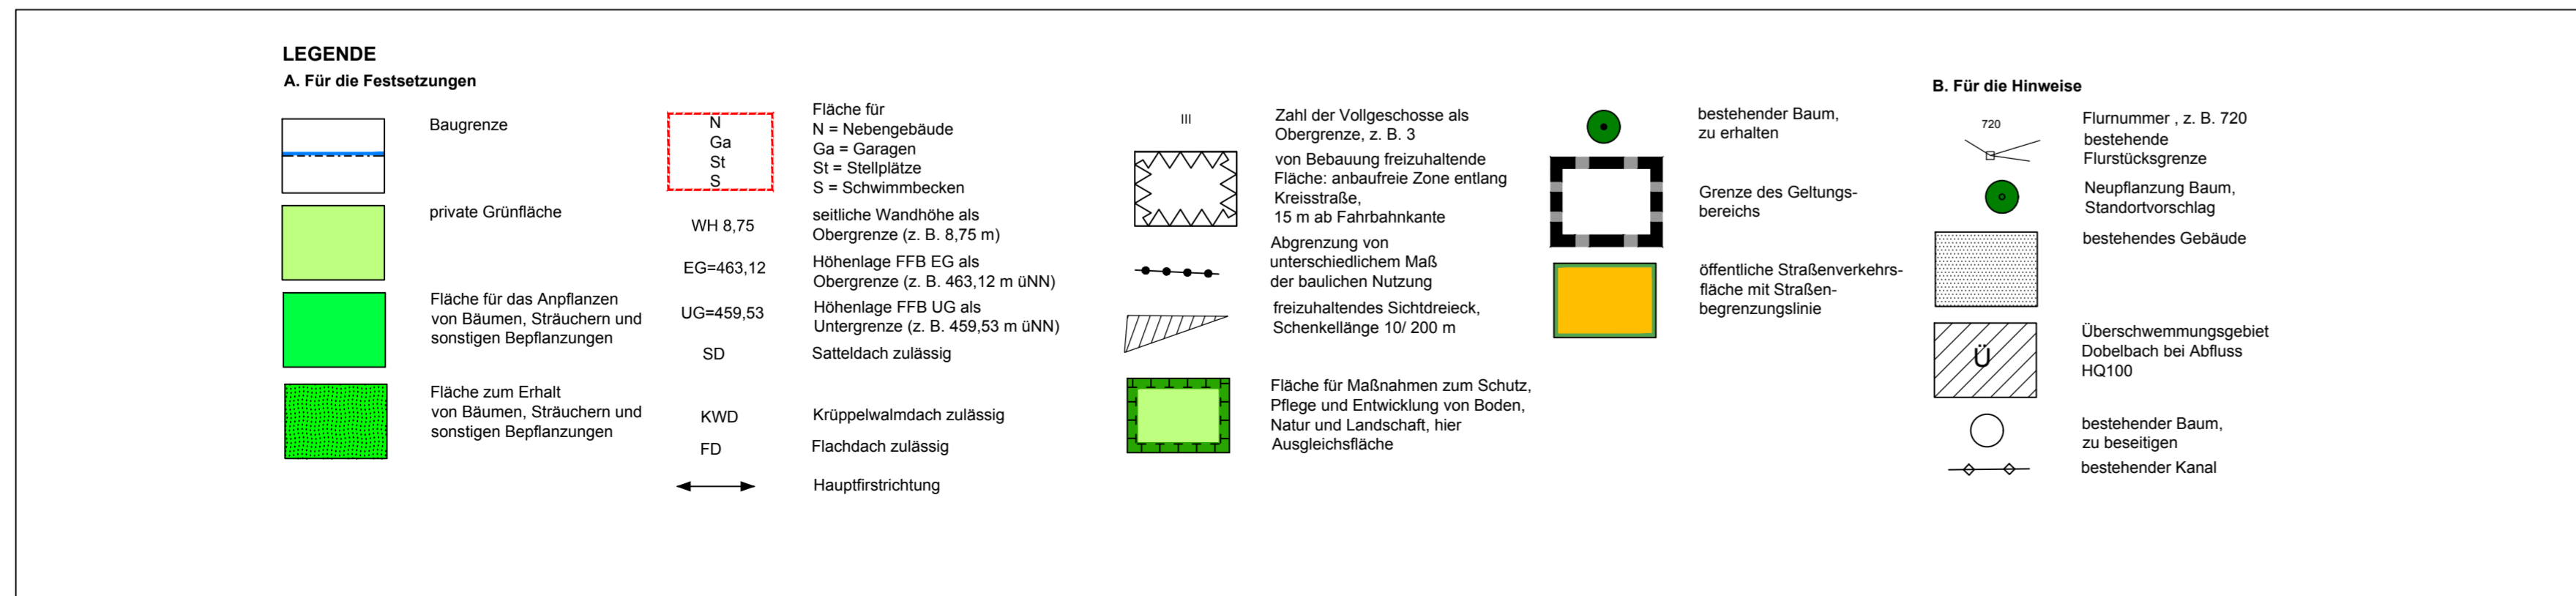 LEGENDE
A. Für die Festsetzungen
Baugrenze
private Grünfläche
Fläche für das Anpflanzen
von Bäumen, Sträuchern und
sonstigen Bepflanzungen
Fläche zum Erhalt
von Bäumen, Sträuchern und
sonstigen Bepflanzungen
N
Ga
St
S
Fläche für
N = Nebengebäude
Ga = Garagen
St = Stellplätze
S = Schwimmbecken
WH 8,75
seitliche Wandhöhe als
Obergrenze (z. B. 8,75 m)
EG=463,12
Höhenlage FFB EG als
Obergrenze (z. B. 463,12 m üNN)
UG=459,53
Höhenlage FFB UG als
Untergrenze (z. B. 459,53 m üNN)
SD
Satteldach zulässig
KWD
Krüppelwalmdach zulässig
FD
Flachdach zulässig
Hauptfirstrichtung
III
Zahl der Vollgeschosse als
Obergrenze, z. B. 3
von Bebauung freizuhaltende
Fläche: anbaufreie Zone entlang
Kreisstraße,
15 m ab Fahrbahnkante
Abgrenzung von
unterschiedlichem Maß
der baulichen Nutzung
freizuhaltendes Sichtdreieck,
Schenkellänge 10/ 200 m
Fläche für Maßnahmen zum Schutz,
Pflege und Entwicklung von Boden,
Natur und Landschaft, hier
Ausgleichsfläche
bestehender Baum,
zu erhalten
Grenze des Geltungs-
bereichs
öffentliche Straßenverkehrs-
fläche mit Straßen-
begrenzungslinie
B. Für die Hinweise
720
Flurnummer , z. B. 720
bestehende
Flurstücksgrenze
Neupflanzung Baum,
Standortvorschlag
bestehendes Gebäude
Ü
Überschwemmungsgebiet
Dobelbach bei Abfluss
HQ100
bestehender Baum,
zu beseitigen
bestehender Kanal